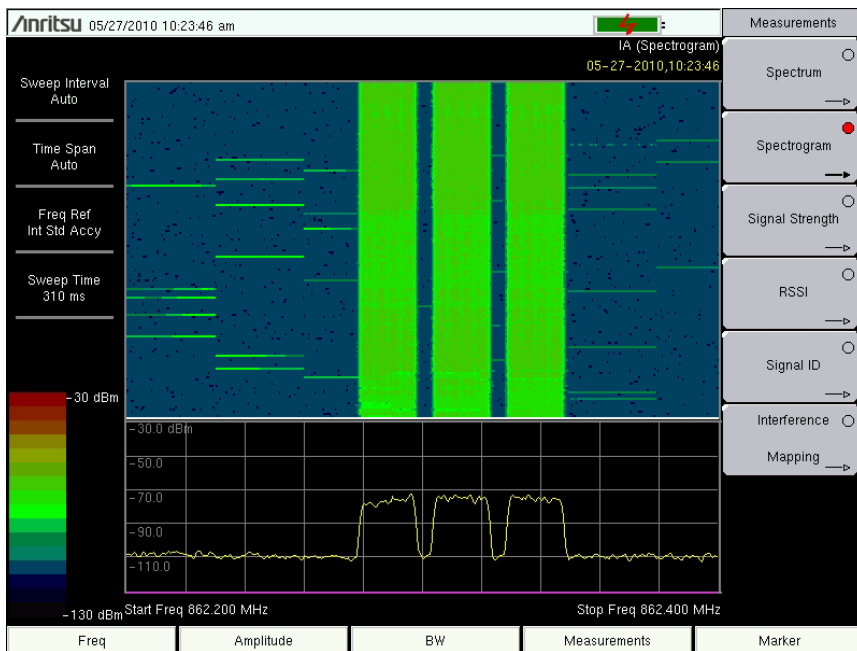 Anritsu 05/27/2010 10:23:46 am
IA (Spectrogram)
05-27-2010,10:23:46
Sweep Interval
Auto
Time Span
Auto
Freq Ref
Int Std Accy
Sweep Time
310 ms
-30 dBm
-130 dBm
-30.0 dBm
-50.0
-70.0
-90.0
-110.0
Start Freq 862.200 MHz
Stop Freq 862.400 MHz
Measurements
Spectrum
Spectrogram
Signal Strength
RSSI
Signal ID
Interference
Mapping
Freq
Amplitude
BW
Measurements
Marker